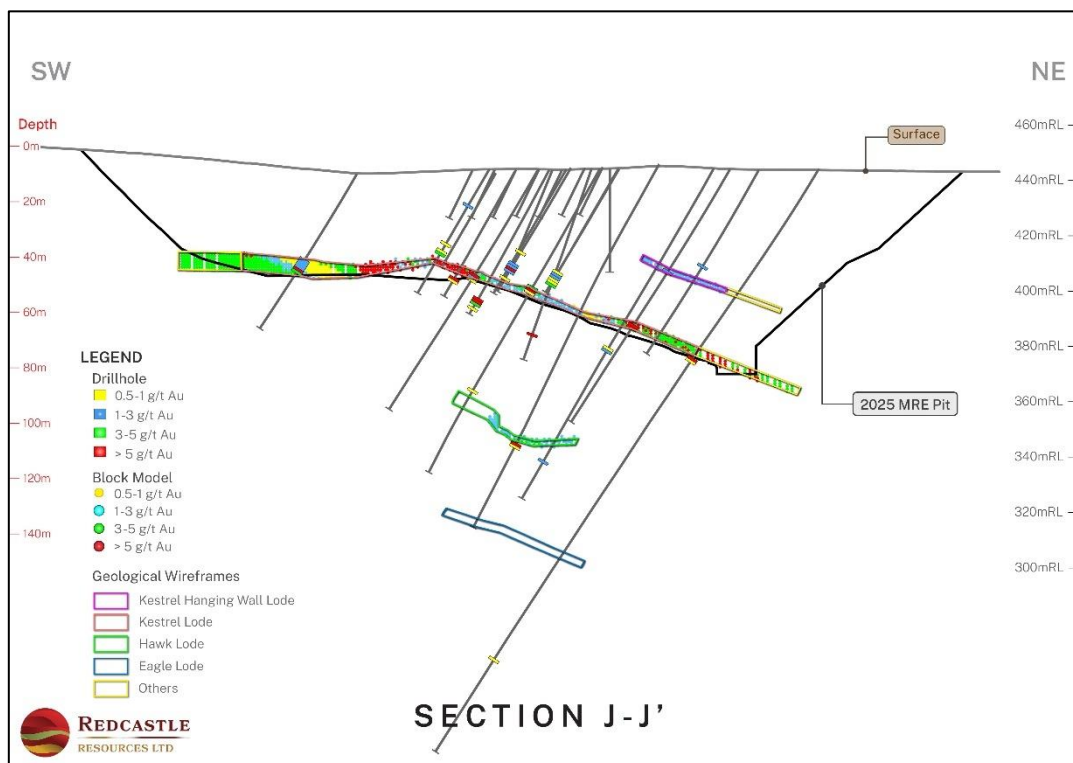 SW
NE
Depth
0m
20m
40m
60m
80m
100m
120m
140m
460mRL
440mRL
420mRL
400mRL
380mRL
360mRL
340mRL
320mRL
300mRL
Surface
2025 MRE Pit
LEGEND
Drillhole
0.5-1 g/t Au
1-3 g/t Au
3-5 g/t Au
> 5 g/t Au
Block Model
0.5-1 g/t Au
1-3 g/t Au
3-5 g/t Au
> 5 g/t Au
Geological Wireframes
Kestrel Hanging Wall Lode
Kestrel Lode
Hawk Lode
Eagle Lode
Others
REDCASTLE
RESOURCES LTD
SECTION J-J’